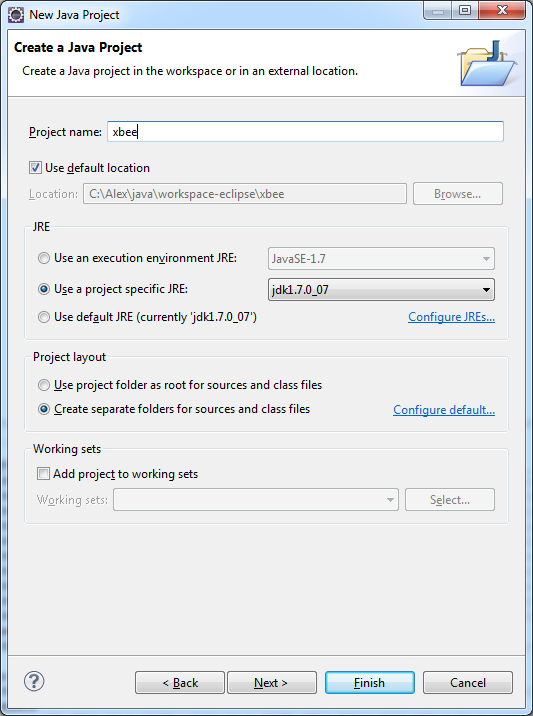 New Java Project
Create a Java Project
Create a Java project in the workspace or in an external location.
Project name: xbee
Use default location
Location: C:\Alex\java\workspace-eclipse\xbee Browse...
JRE
Use an execution environment JRE: JavaSE-1.7
Use a project specific JRE: jdk1.7.0_07
Use default JRE (currently 'jdk1.7.0_07') Configure JREs...
Project layout
Use project folder as root for sources and class files
Create separate folders for sources and class files Configure default...
Working sets
Add project to working sets
Working sets: Select...
? < Back Next > Finish Cancel